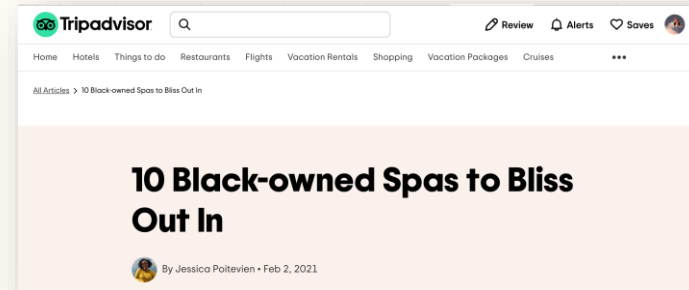 Tripadvisor
Review Alerts Saves
Home Hotels Things to do Restaurants Flights Vacation Rentals Shopping Vacation Packages Cruises
All Articles > 10 Black-owned Spas to Bliss Out In
10 Black-owned Spas to Bliss
Out In
By Jessica Poitevien • Feb 2, 2021